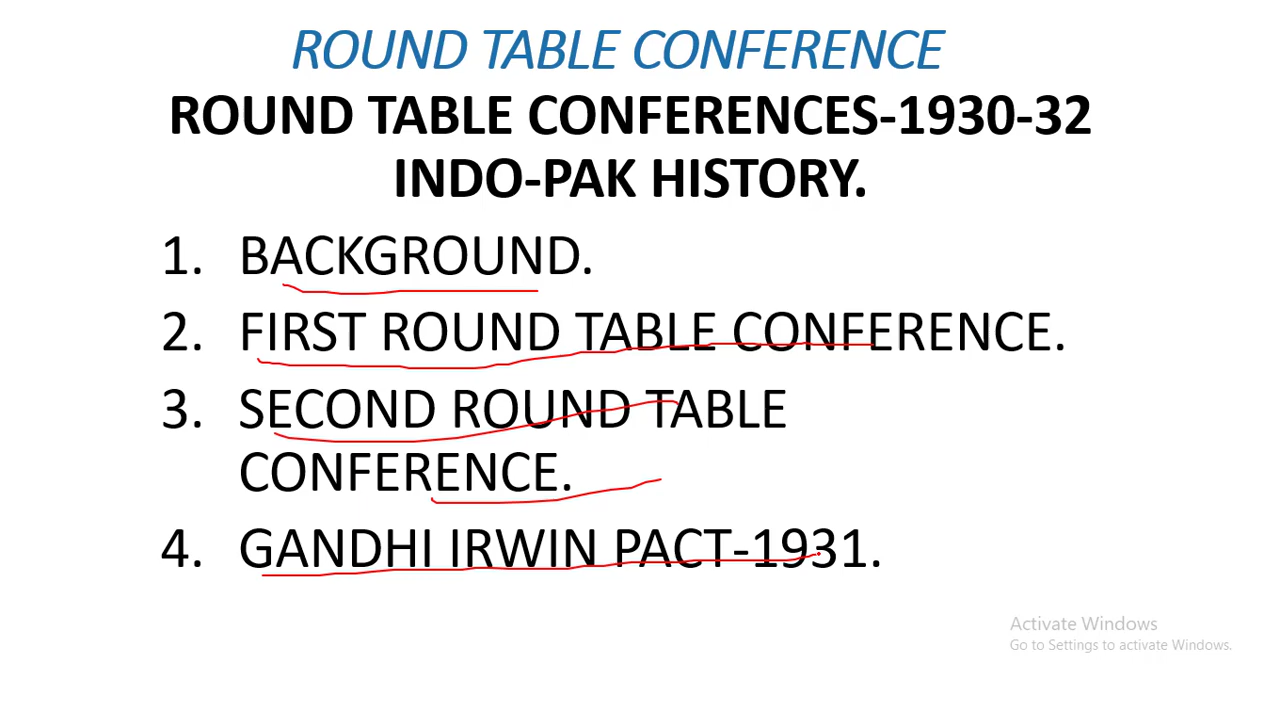 ROUND TABLE CONFERENCE
ROUND TABLE CONFERENCES-1930-32
INDO-PAK HISTORY.
1. BACKGROUND.
2. FIRST ROUND TABLE CONFERENCE.
3. SECOND ROUND TABLE
CONFERENCE.
4. GANDHI IRWIN PACT-1931.
Activate Windows
Go to Settings to activate Windows.